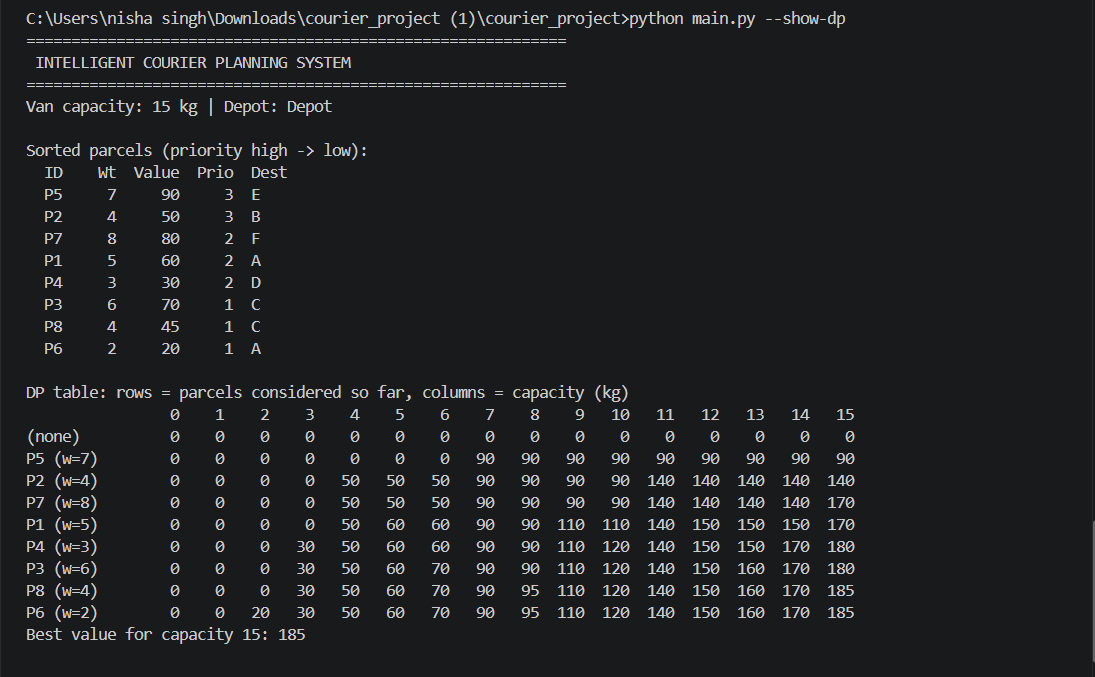 C:\Users\nisha singh\Downloads\courier_project (1)\courier_project>python main.py --show-dp
============================================================
 INTELLIGENT COURIER PLANNING SYSTEM
============================================================
Van capacity: 15 kg | Depot: Depot

Sorted parcels (priority high -> low):
  ID    Wt  Value  Prio  Dest
  P5     7     90     3  E
  P2     4     50     3  B
  P7     8     80     2  F
  P1     5     60     2  A
  P4     3     30     2  D
  P3     6     70     1  C
  P8     4     45     1  C
  P6     2     20     1  A

DP table: rows = parcels considered so far, columns = capacity (kg)
                0    1    2    3    4    5    6    7    8    9   10   11   12   13   14   15
(none)          0    0    0    0    0    0    0    0    0    0    0    0    0    0    0    0
P5 (w=7)        0    0    0    0    0    0    0   90   90   90   90   90   90   90   90   90
P2 (w=4)        0    0    0    0   50   50   50   90   90   90   90  140  140  140  140  140
P7 (w=8)        0    0    0    0   50   50   50   90   90   90   90  140  140  140  140  170
P1 (w=5)        0    0    0    0   50   60   60   90   90  110  110  140  150  150  150  170
P4 (w=3)        0    0    0   30   50   60   60   90   90  110  120  140  150  150  170  180
P3 (w=6)        0    0    0   30   50   60   70   90   90  110  120  140  150  160  170  180
P8 (w=4)        0    0    0   30   50   60   70   90   95  110  120  140  150  160  170  185
P6 (w=2)        0    0   20   30   50   60   70   90   95  110  120  140  150  160  170  185
Best value for capacity 15: 185